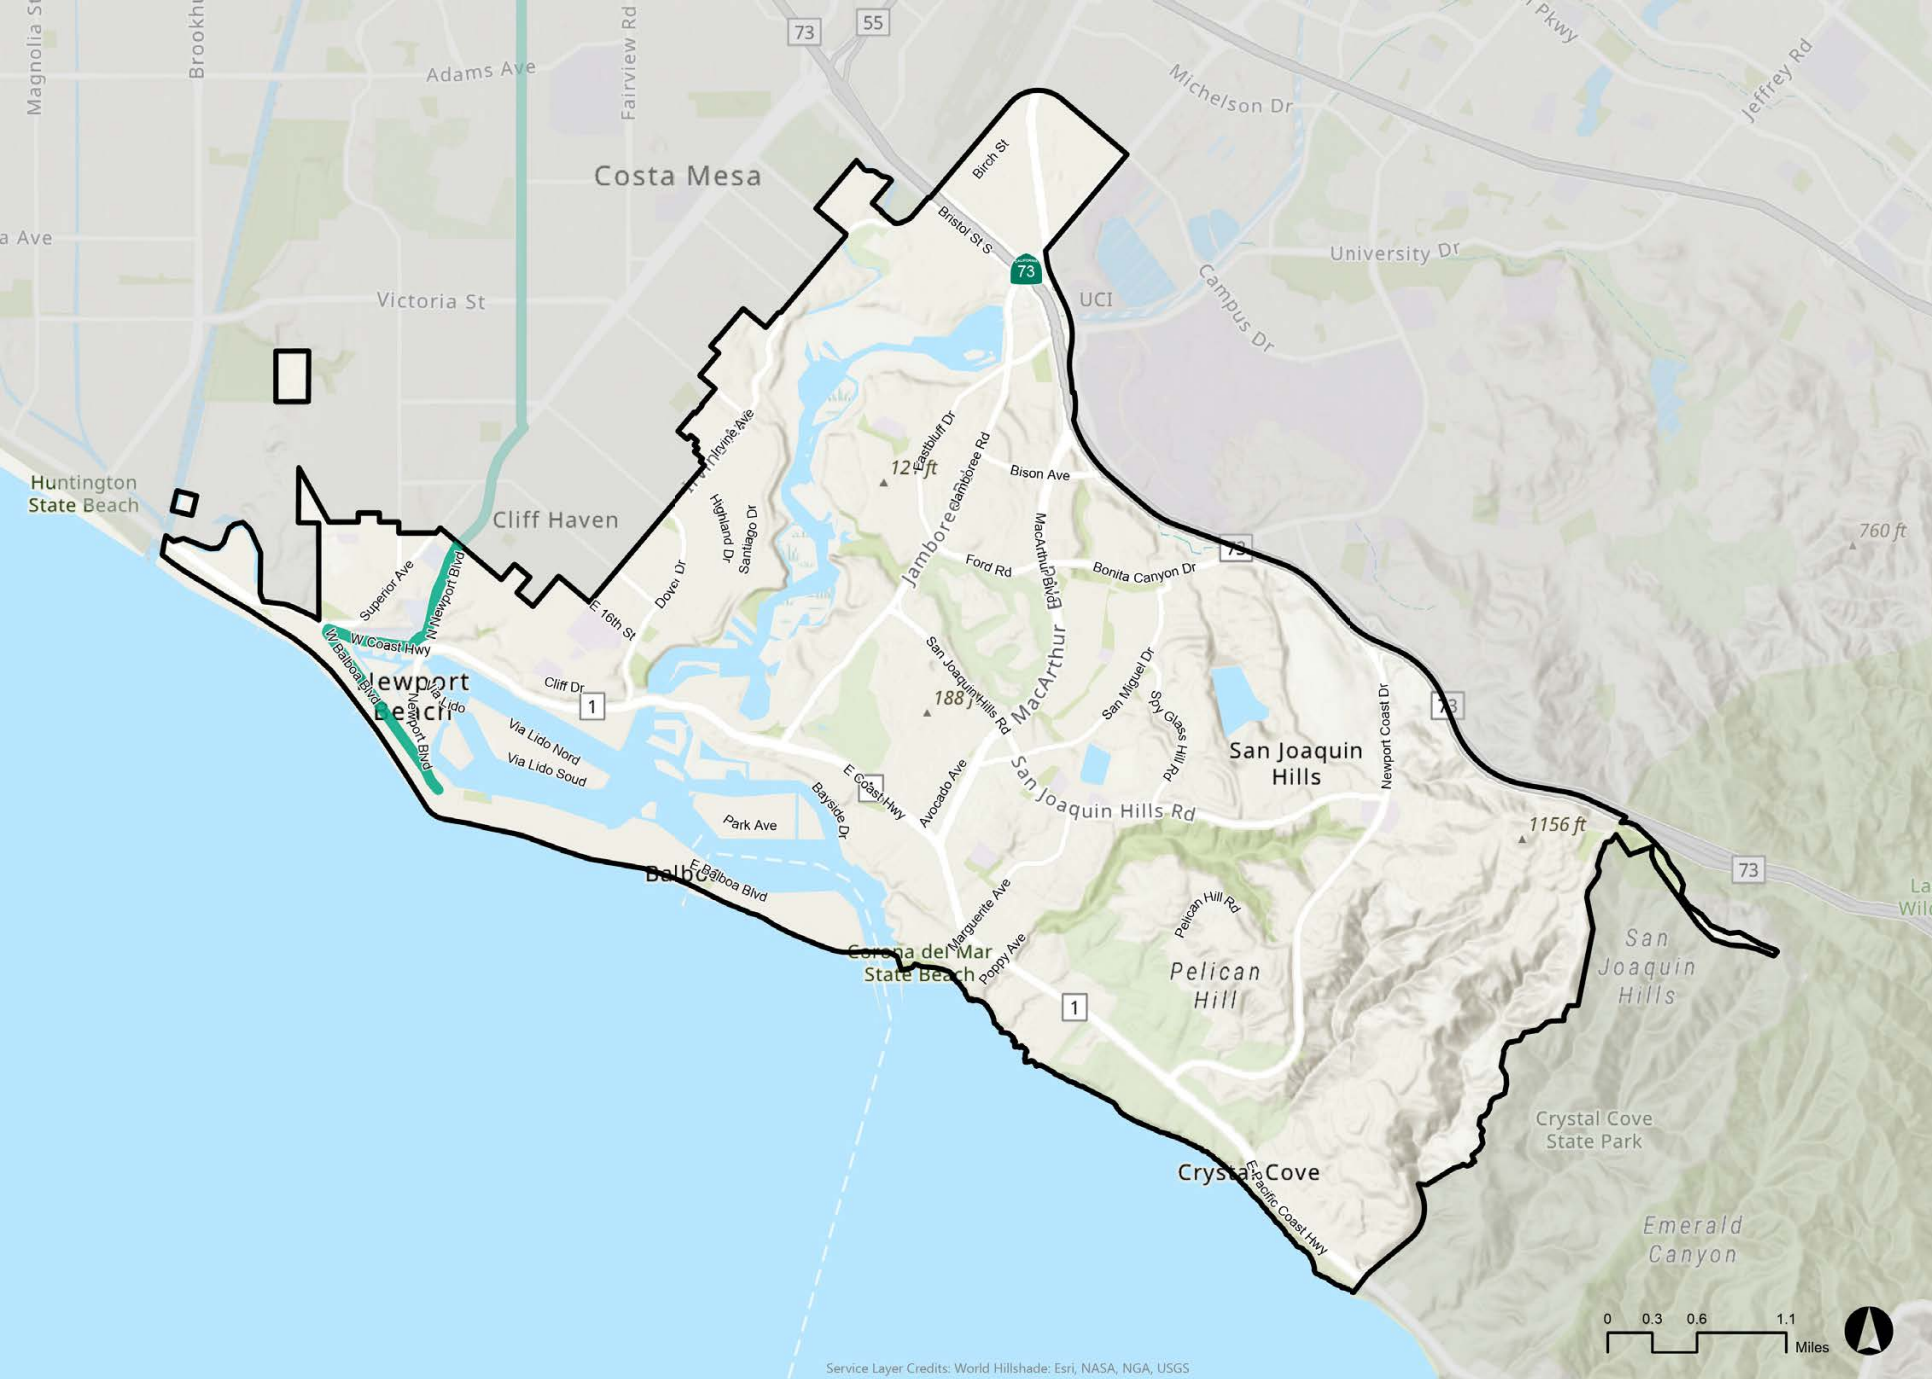 Magnolia St
Brookhu
Adams Ave
Fairview Rd
73
55
n Pkwy
Michelson Dr
Jeffrey Rd
Costa Mesa
Birch St
a Ave
Bristol St S
73
UCI
University Dr
Campus Dr
Victoria St
Irvine Ave
Eastbluff Dr
Jamboree Rd
Bison Ave
Huntington
State Beach
Cliff Haven
Highland Dr
Santiago Dr
Jamboree
MacArthur Blvd
73
760 ft
Superior Ave
N Newport Blvd
Dover Dr
Ford Rd
Bonita Canyon Dr
E 16th St
W Coast Hwy
W Balboa Blvd
Newport
Beach
Via Lido
Newport Blvd
Cliff Dr
1
San Joaquin Hills Rd
188 f
MacArthur
San Miguel Dr
Spy Glass Hill Rd
Newport Coast Dr
73
Via Lido Nord
Via Lido Soud
San Joaquin
Hills
E Coast Hwy
Avocado Ave
Bayside Dr
San Joaquin Hills Rd
Park Ave
1156 ft
73
E Balboa Blvd
La
Wild
Marguerite Ave
Pelican Hill Rd
Corona del Mar
State Beach
Poppy Ave
San
Joaquin
Hills
Pelican
Hill
1
Crystal Cove
State Park
Crystal Cove
E Pacific Coast Hwy
Emerald
Canyon
0 0.3 0.6 1.1
Miles
Service Layer Credits: World Hillshade: Esri, NASA, NGA, USGS